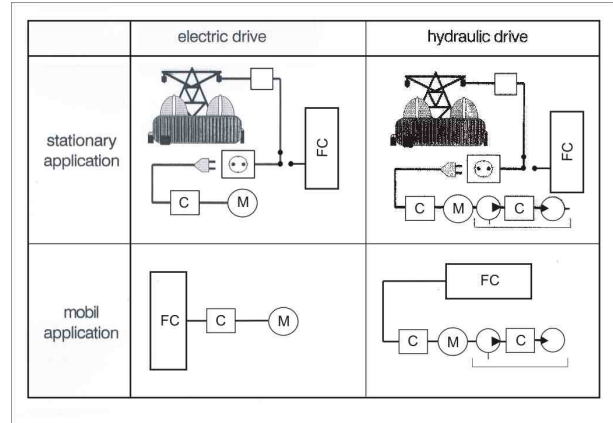 electric drive
hydraulic drive
stationary
application
FC
C
M
FC
C
M
C
mobil
application
FC
C
M
FC
C
M
C